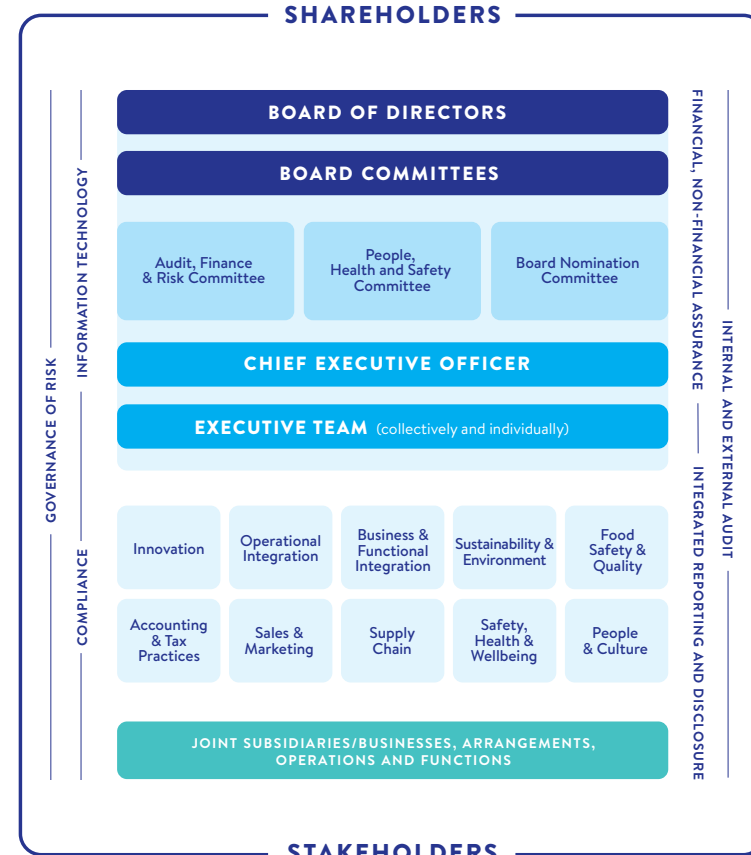 SHAREHOLDERS
GOVERNANCE OF RISK
INFORMATION TECHNOLOGY
COMPLIANCE
BOARD OF DIRECTORS
BOARD COMMITTEES
Audit, Finance
& Risk Committee
People,
Health and Safety
Committee
Board Nomination
Committee
CHIEF EXECUTIVE OFFICER
EXECUTIVE TEAM (collectively and individually)
Innovation
Operational
Integration
Business &
Functional
Integration
Sustainability &
Environment
Food
Safety &
Quality
Accounting
& Tax
Practices
Sales &
Marketing
Supply
Chain
Safety,
Health &
Wellbeing
People
& Culture
JOINT SUBSIDIARIES/BUSINESSES, ARRANGEMENTS,
OPERATIONS AND FUNCTIONS
FINANCIAL, NON-FINANCIAL ASSURANCE
INTEGRATED REPORTING AND DISCLOSURE
INTERNAL AND EXTERNAL AUDIT
STAKEHOLDERS